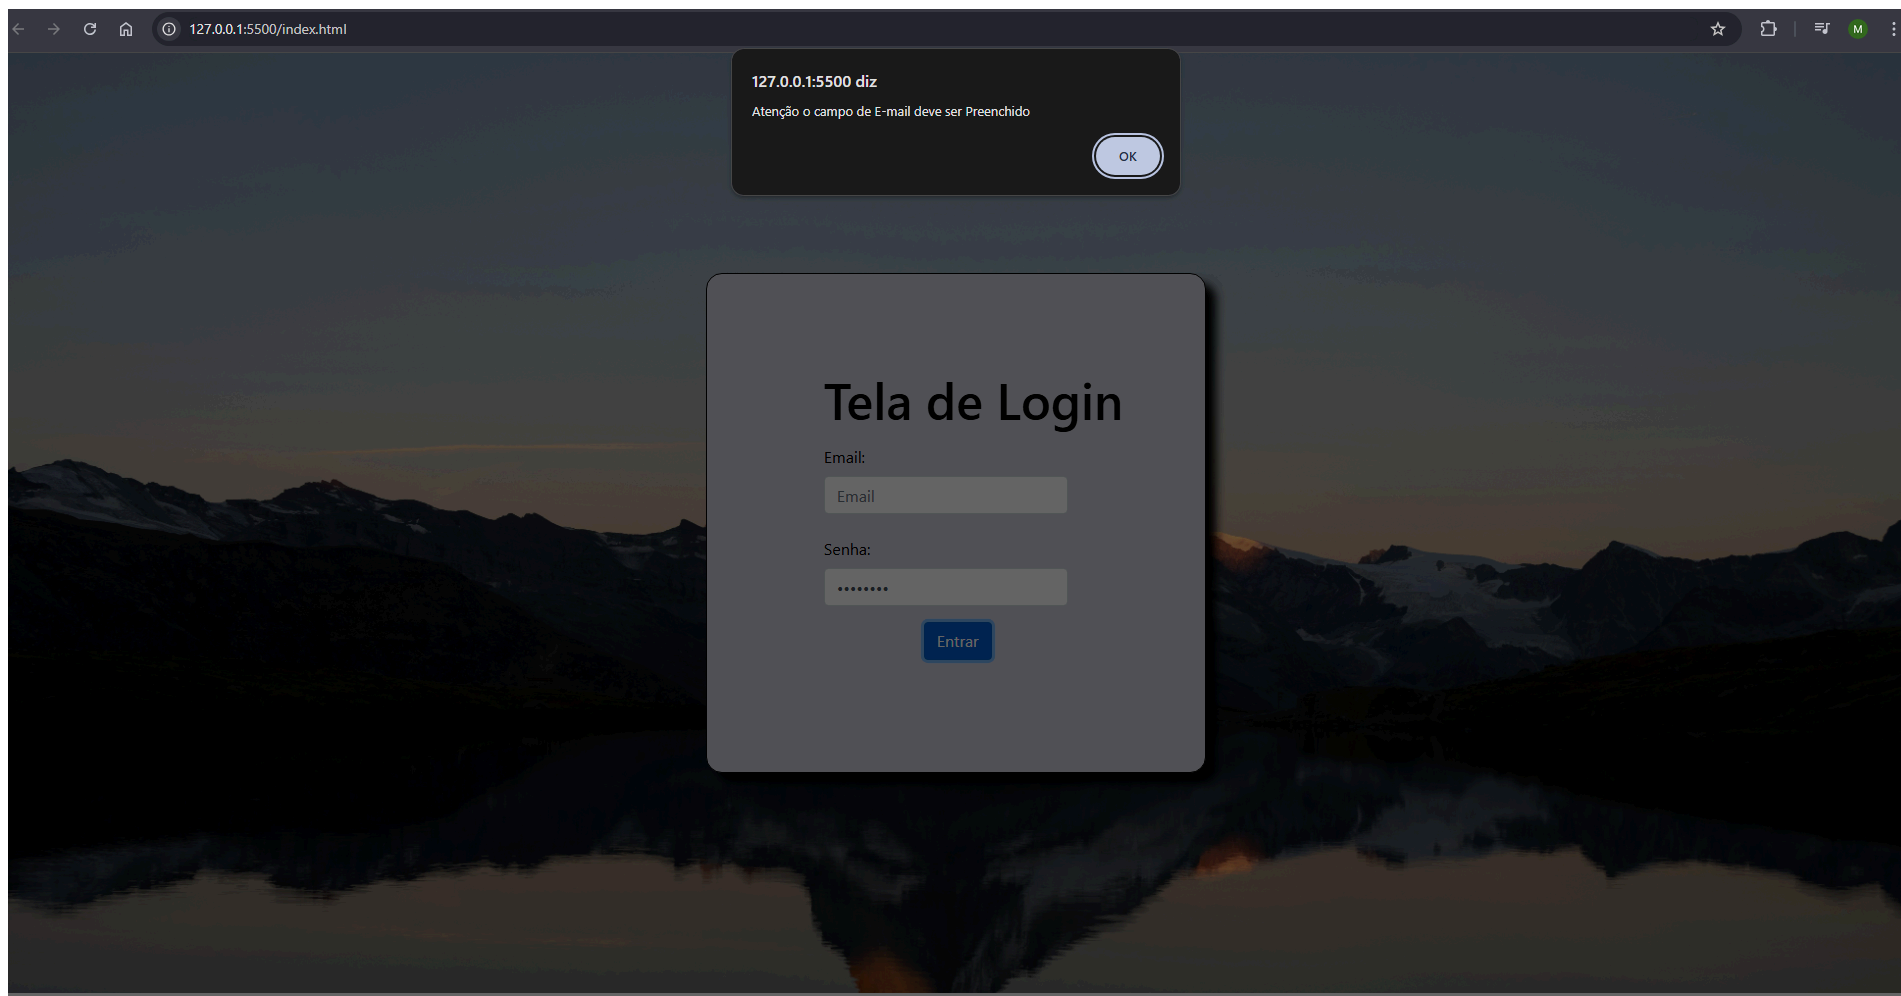 127.0.0.1:5500/index.html
M
127.0.0.1:5500 diz
Atenção o campo de E-mail deve ser Preenchido
OK
Tela de Login
Email:
Email
Senha:
••••••••
Entrar